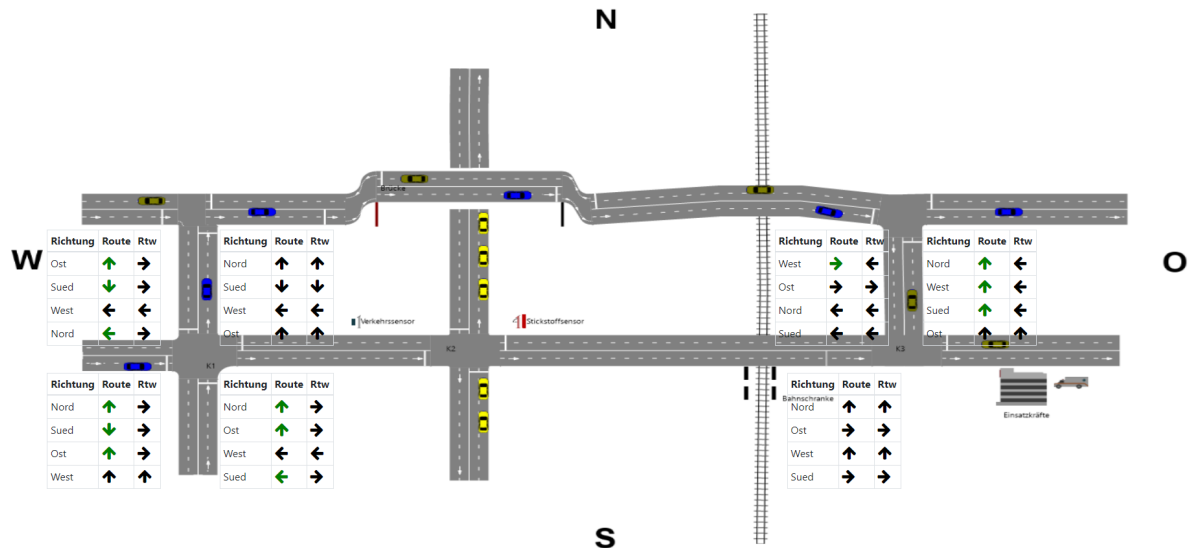 N
Brücke
W
O
Richtung Route Rtw
Ost
Sued
West
Nord
Richtung Route Rtw
Nord
Sued
West
Ost
Richtung Route Rtw
West
Ost
Nord
Sued
Richtung Route Rtw
Nord
West
Sued
Ost
Verkehrssensor
Stickstoffsensor
K1
K2
K3
Richtung Route Rtw
Nord
Sued
Ost
West
Richtung Route Rtw
Nord
Ost
West
Sued
Richtung Route Rtw
Nord
Ost
West
Sued
Bahnschranke
Einsatzkräfte
S